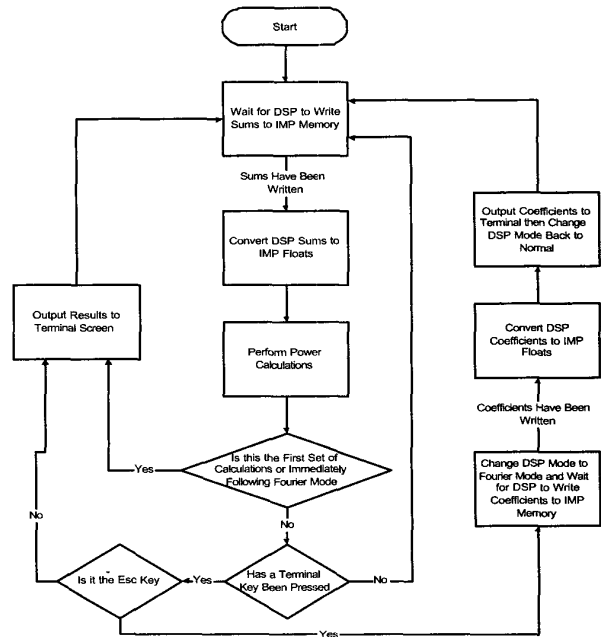 Start
Wait for DSP to Write
Sums to IMP Memory
Sums Have Been
Written
Convert DSP Sums to
IMP Floats
Output Coefficients to
Terminal then Change
DSP Mode Back to
Normal
Output Results to
Terminal Screen
Perform Power
Calculations
Convert DSP
Coefficients to IMP
Floats
Coefficients Have Been
Written
Is this the First Set of
Calculations or Immediately
Following Fourier Mode
Yes
Change DSP Mode to
Fourier Mode and Wait
for DSP to Write
Coefficients to IMP
Memory
No
No
Is it the Esc Key
Yes
Has a Terminal
Key Been Pressed
No
Yes